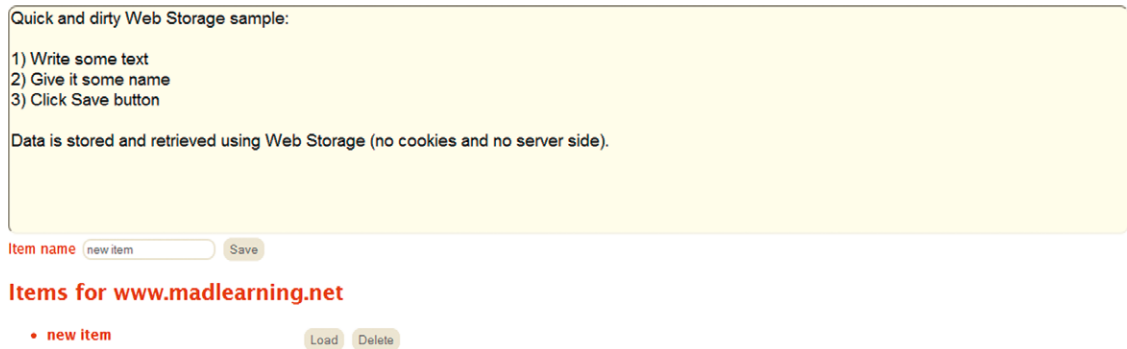 Quick and dirty Web Storage sample:
1) Write some text
2) Give it some name
3) Click Save button
Data is stored and retrieved using Web Storage (no cookies and no server side).
Item name new item Save
Items for www.madlearning.net
• new item Load Delete